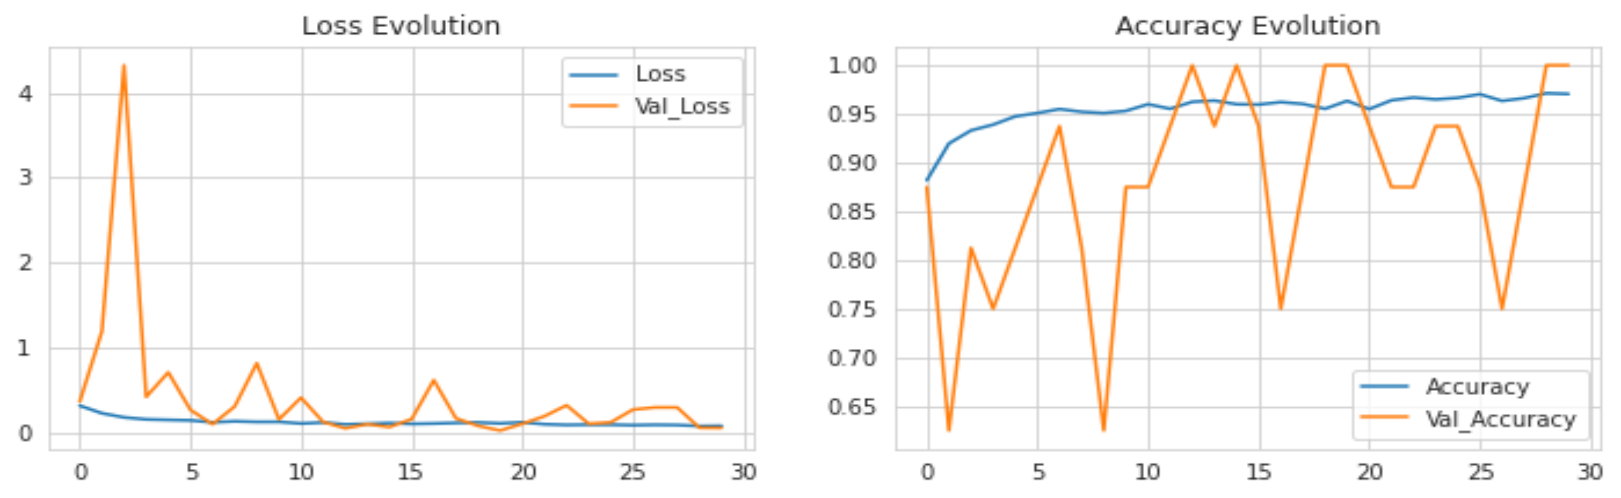 Loss Evolution
Loss
Val_Loss
4
3
2
1
0
0 5 10 15 20 25 30
Accuracy Evolution
1.00
0.95
0.90
0.85
0.80
0.75
0.70
0.65
Accuracy
Val_Accuracy
0 5 10 15 20 25 30